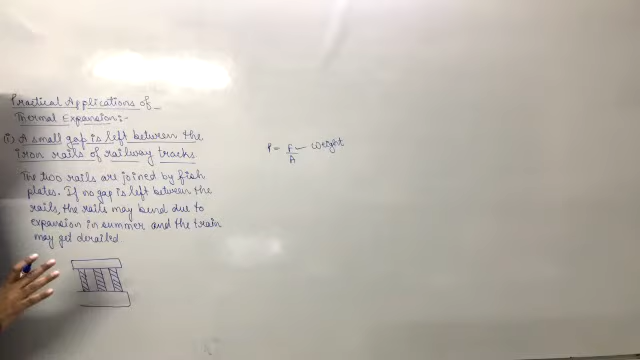 Practical Applications of
Thermal Expansion:-
(i) A small gap is left between the
iron rails of railway tracks
The two rails are joined by fish
plates. If no gap is left between the
rails, the rails may bend due to
expansion in summer and the train
may get derailed
P = F/A — Weight